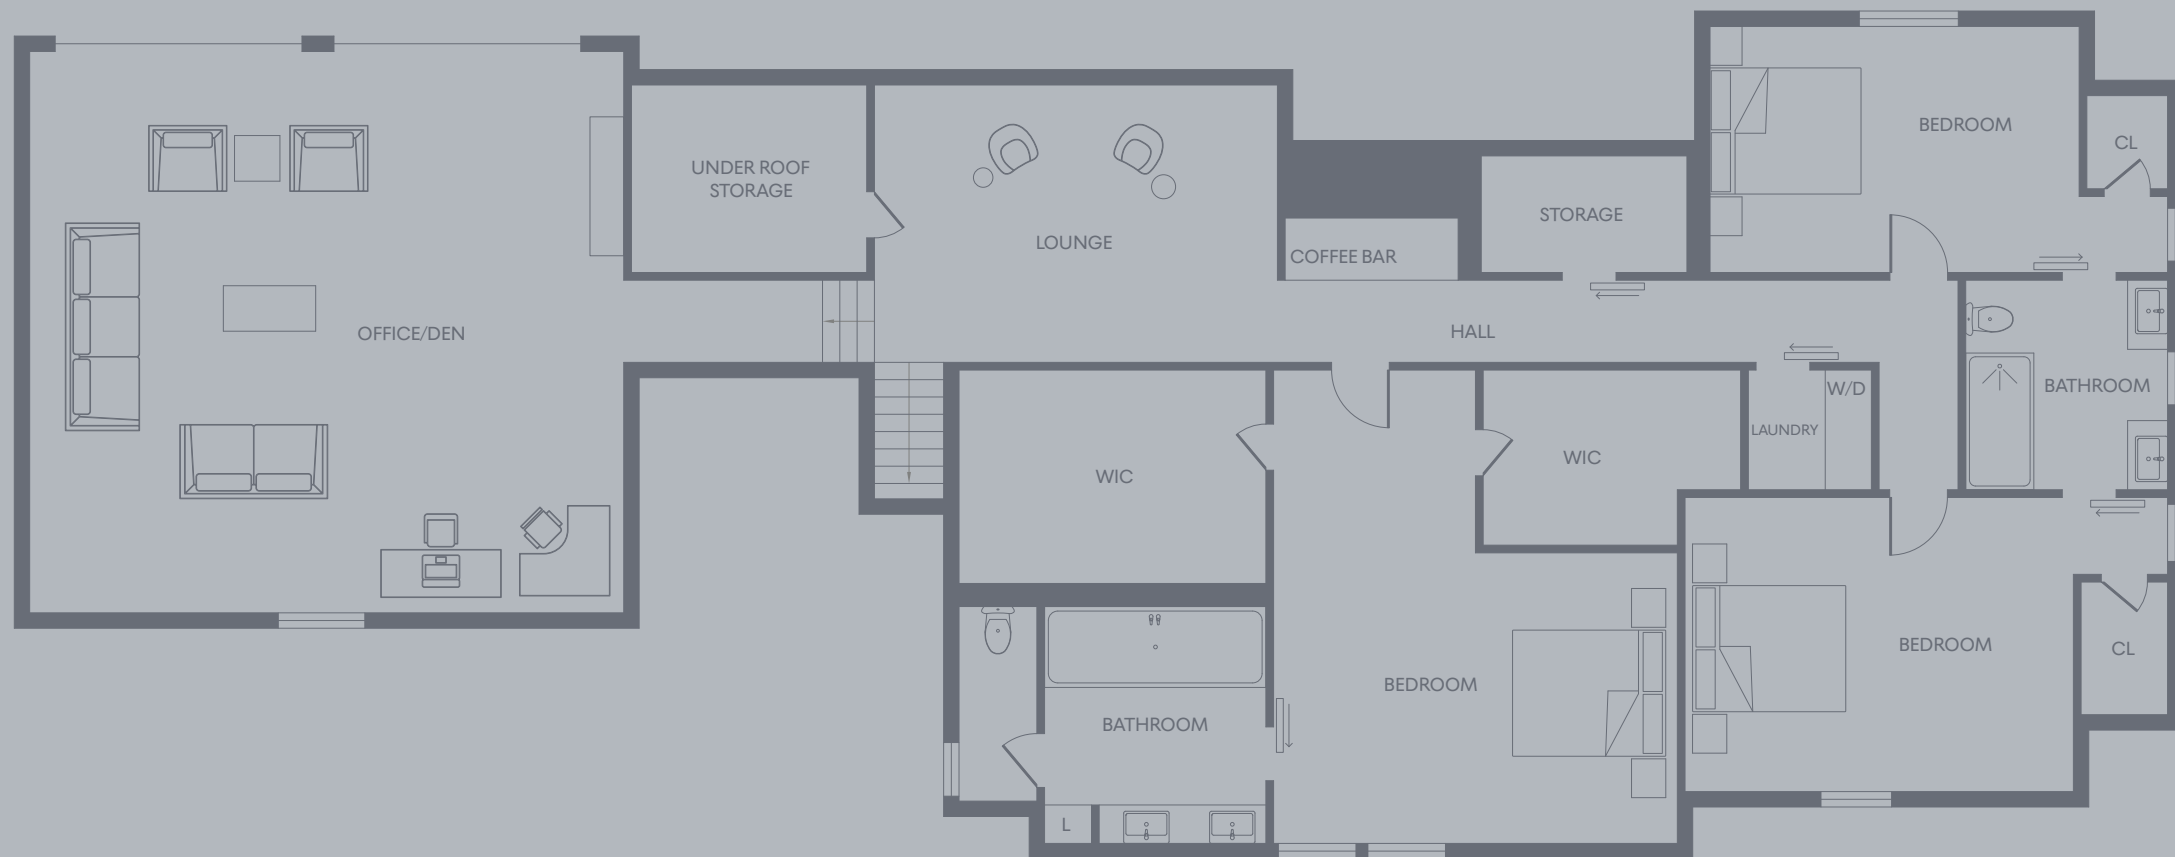 BEDROOM
CL
UNDER ROOF
STORAGE
STORAGE
LOUNGE
COFFEE BAR
OFFICE/DEN
HALL
W/D
BATHROOM
LAUNDRY
WIC
WIC
BEDROOM
CL
BEDROOM
BATHROOM
L